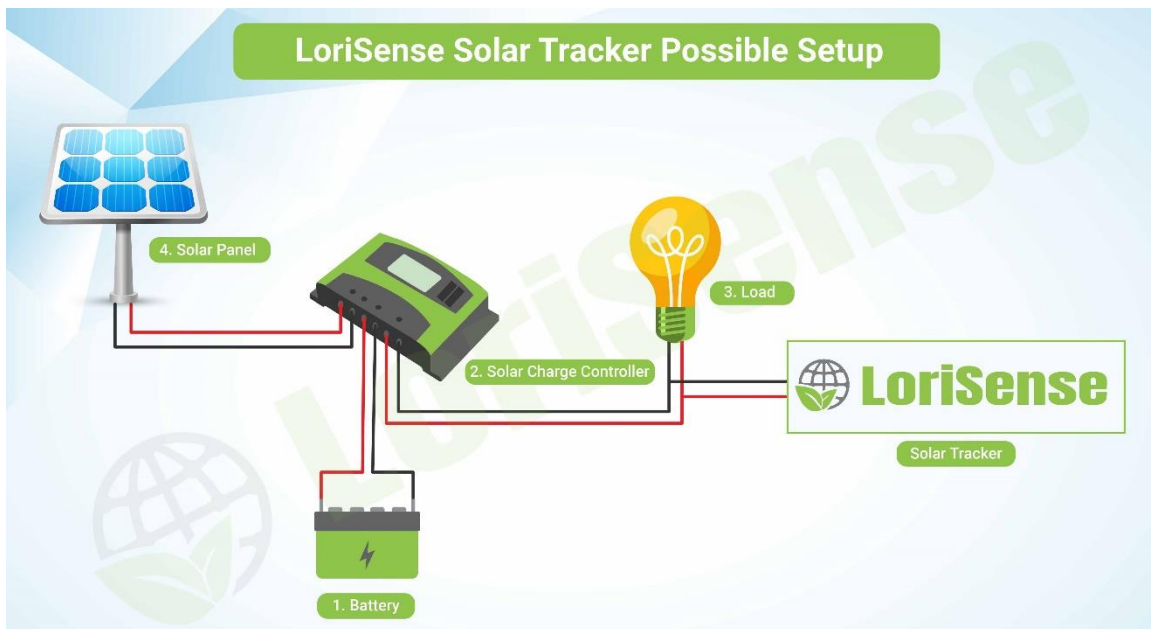 LoriSense Solar Tracker Possible Setup
4. Solar Panel
3. Load
2. Solar Charge Controller
LoriSense
Solar Tracker
1. Battery
LoriSense